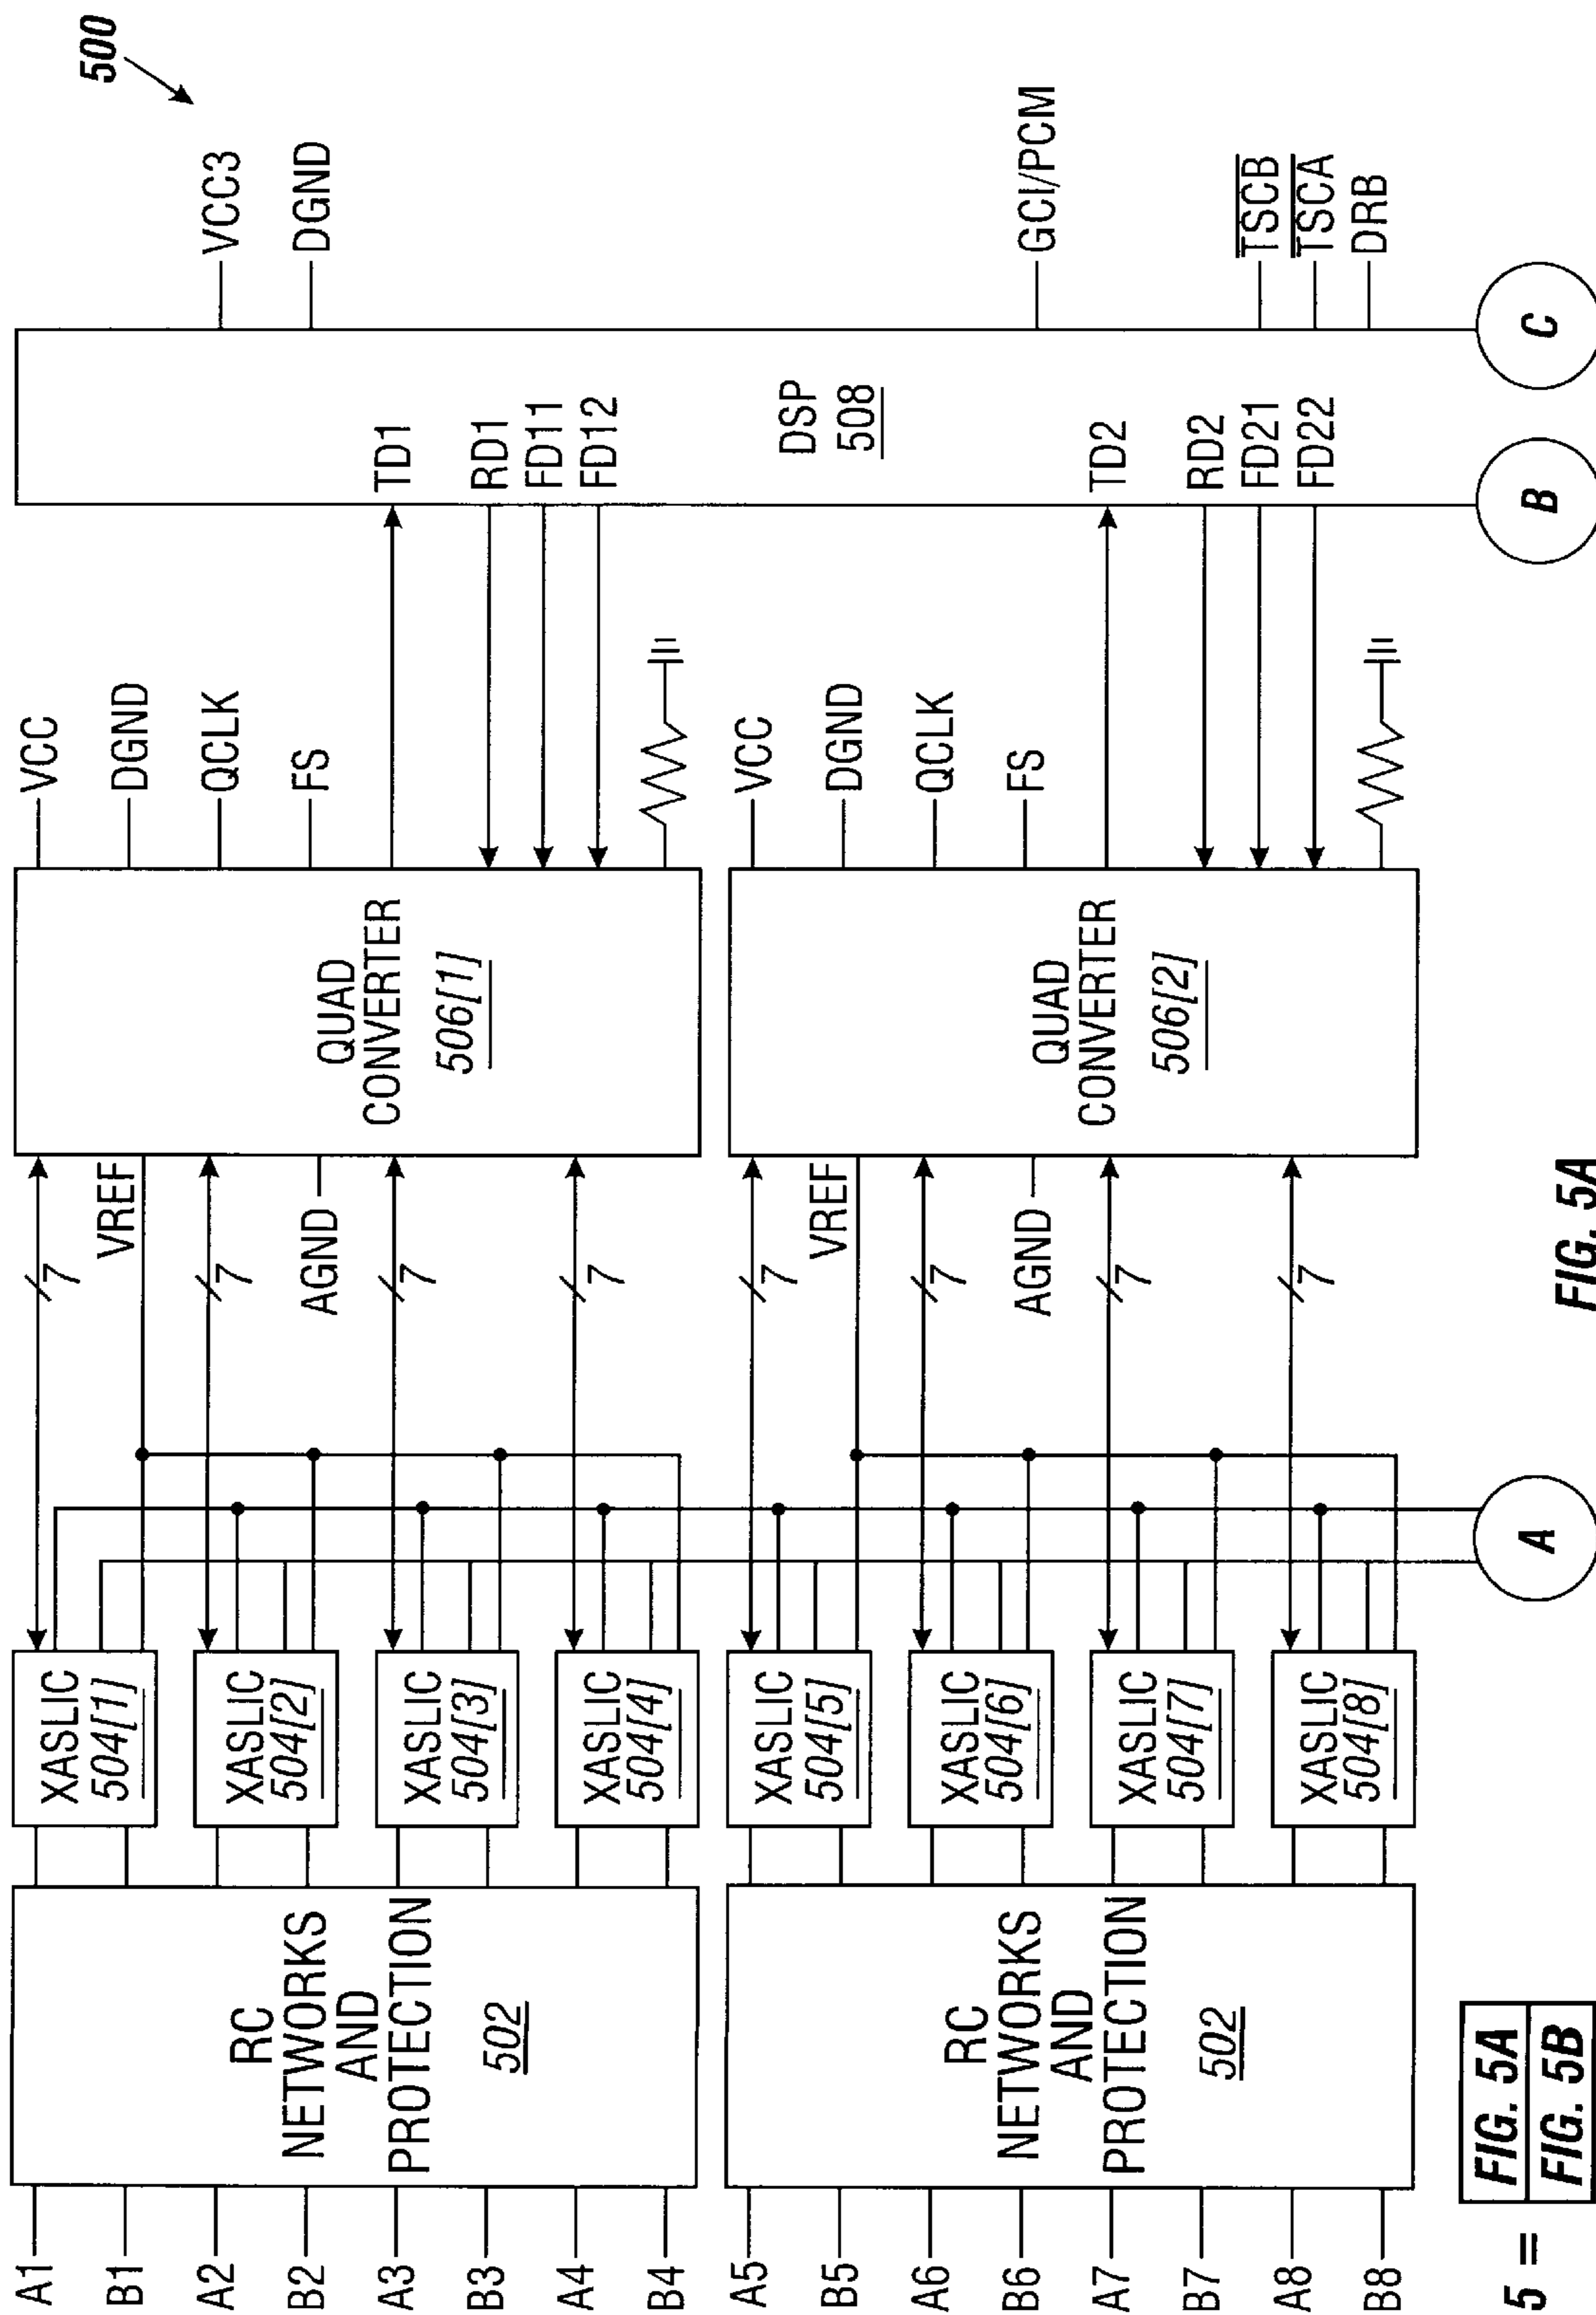 500
A1
B1
A2
B2
A3
B3
A4
B4
RC
NETWORKS
AND
PROTECTION
502
XASLIC
504[1]
XASLIC
504[2]
XASLIC
504[3]
XASLIC
504[4]
7
VREF
7
AGND
7
7
QUAD
CONVERTER
506[1]
VCC
DGND
QCLK
FS
A5
B5
A6
B6
A7
B7
A8
B8
RC
NETWORKS
AND
PROTECTION
502
XASLIC
504[5]
XASLIC
504[6]
XASLIC
504[7]
XASLIC
504[8]
7
VREF
7
AGND
7
7
QUAD
CONVERTER
506[2]
VCC
DGND
QCLK
FS
TD1
RD1
FD11
FD12
DSP
508
TD2
RD2
FD21
FD22
VCC3
DGND
GCI/PCM
TSCB
TSCA
DRB
A
B
C
5 =
FIG. 5A
FIG. 5B
FIG. 5A